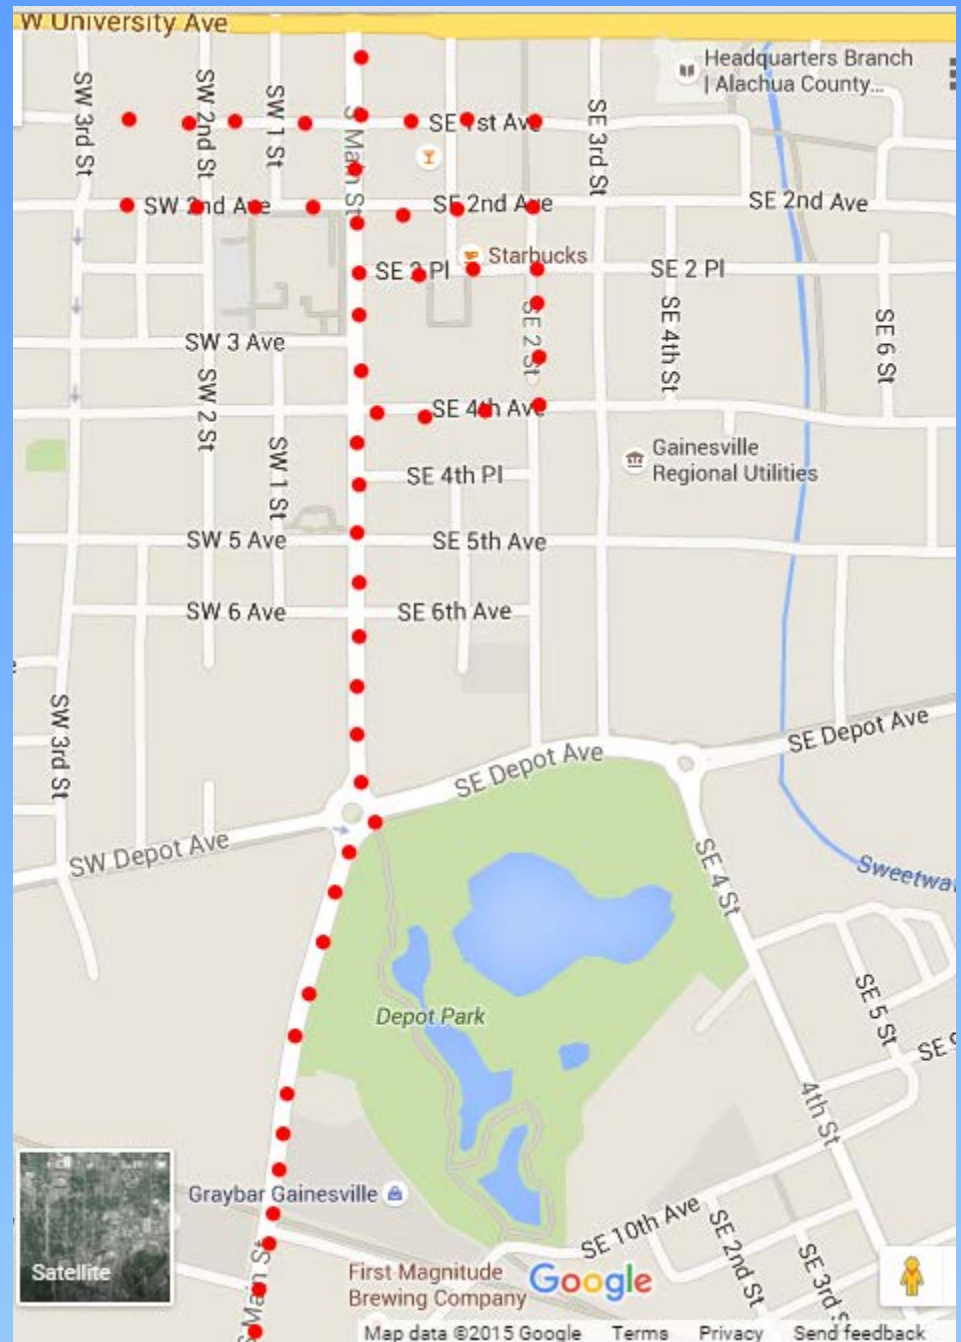 W University Ave
Headquarters Branch
| Alachua County...
SW 3rd St
SW 2nd St
SW 1 St
S Main St
SE 1st Ave
SE 3rd St
SW 2nd Ave
SE 2nd Ave
SE 2nd Ave
Starbucks
SE 2 Pl
SE 2 Pl
SE 2 St
SE 4th St
SE 6 St
SW 3 Ave
SW 2 St
SE 4th Ave
SW 1 St
Gainesville
Regional Utilities
SE 4th Pl
SW 5 Ave
SE 5th Ave
SW 6 Ave
SE 6th Ave
SW 3rd St
SE Depot Ave
SE Depot Ave
SW Depot Ave
SE 4 St
Sweetwa
Depot Park
SE 5 St
SE
4th St
Graybar Gainesville
SE 10th Ave
SE 2nd St
SE 3rd S
S Main St
First Magnitude
Brewing Company
Google
Satellite
Map data ©2015 Google
Terms
Privacy
Send feedback